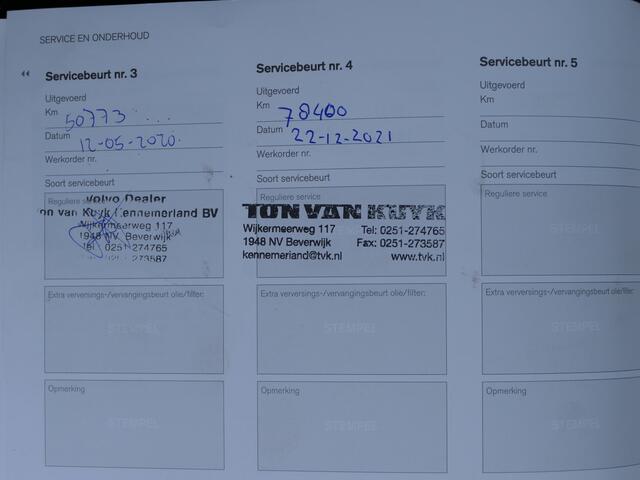 SERVICE EN ONDERHOUD
Servicebeurt nr. 3
Uitgevoerd
Km 50773
Datum 12-05-2020
Werkorder nr.
Soort servicebeurt
Reguliere
Volvo Dealer
on van Kuyk Kennemerland BV
Wijkermeerweg 117
1948 NV Beverwijk
tel 0251-274765
273587
Extra verversings-/vervangingsbeurt olie/filter:
STEMPEL
Opmerking
STEMPEL
Servicebeurt nr. 4
Uitgevoerd
Km 78400
Datum 22-12-2021
Werkorder nr.
Soort servicebeurt
Reguliere service
TON VAN KUYK
Wijkermeerweg 117 Tel: 0251-274765
1948 NV Beverwijk Fax: 0251-273587
kennemerland@tvk.nl www.tvk.nl
Extra verversings-/vervangingsbeurt olie/filter:
STEMPEL
Opmerking
STEMPEL
Servicebeurt nr. 5
Uitgevoerd
Km
Datum
Werkorder nr.
Soort servicebeurt
Reguliere service
Extra verversings-/vervangingsbeurt olie/filter:
STEMPEL
Opmerking
STEMPEL